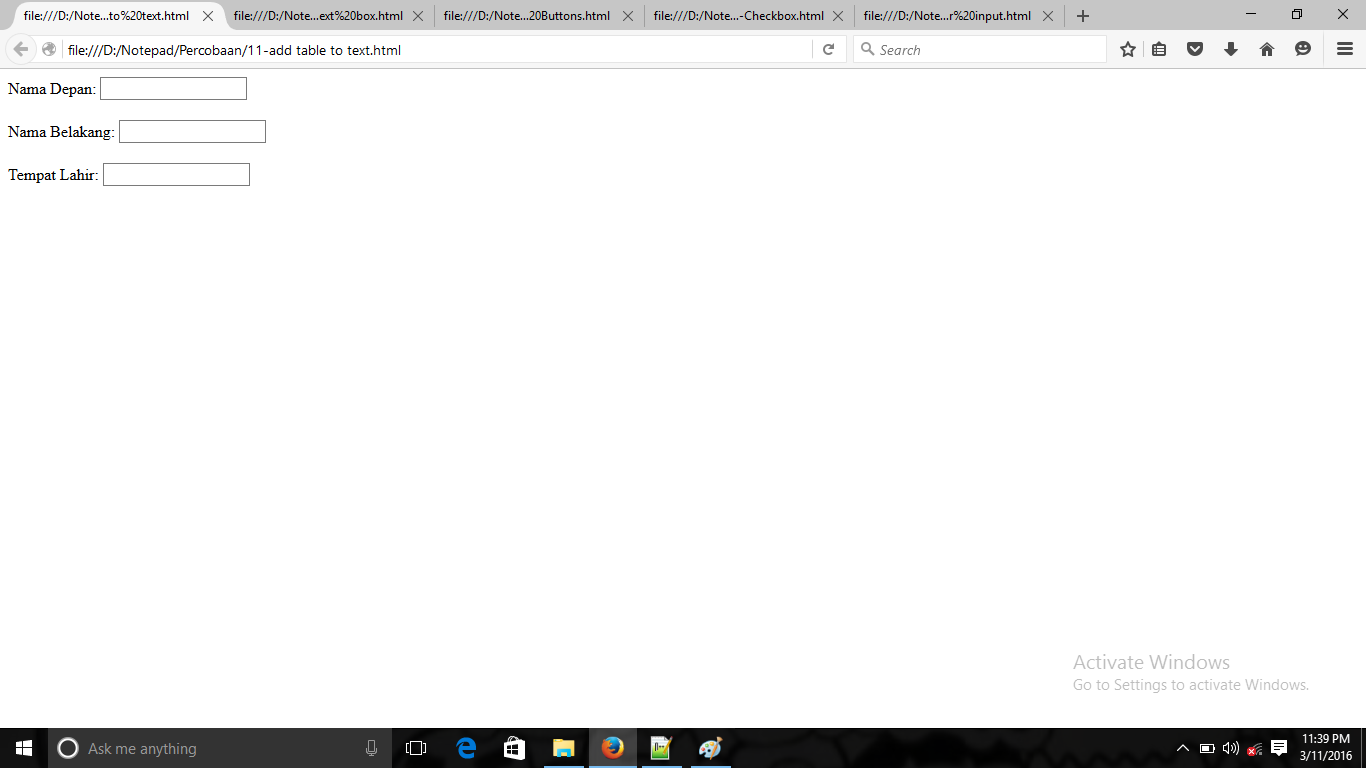 file:///D:/Note...to%20text.html
file:///D:/Note...ext%20box.html
file:///D:/Note...20Buttons.html
file:///D:/Note...-Checkbox.html
file:///D:/Note...r%20input.html
file:///D:/Notepad/Percobaan/11-add table to text.html
Search
Nama Depan:
Nama Belakang:
Tempat Lahir:
Activate Windows
Go to Settings to activate Windows.
Ask me anything
11:39 PM
3/11/2016